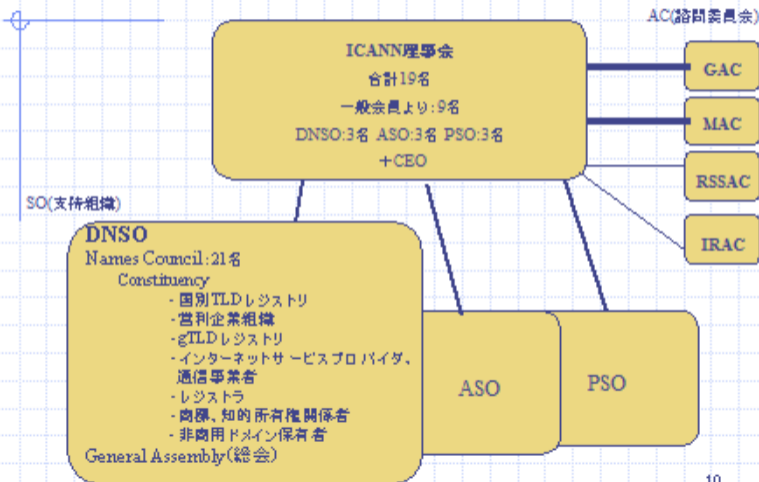 AC(諮問委員会)
ICANN理事会
合計19名
一般会員より:9名
DNSO:3名 ASO:3名 PSO:3名
+CEO
GAC
MAC
RSSAC
IRAC
SO(支持組織)
DNSO
Names Council:21名
Constituency
- 国別TLDレジストリ
- 営利企業組織
- gTLDレジストリ
- インターネットサービスプロバイダ、
通信事業者
- レジストラ
- 商標、知的所有権関係者
- 非商用ドメイン保有者
General Assembly(総会)
ASO
PSO
10